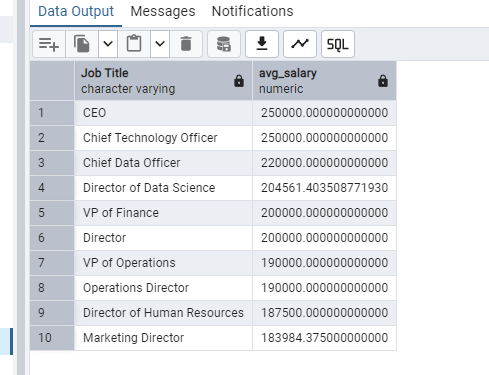 Data Output Messages Notifications
SQL
Job Title avg_salary
character varying numeric
1 CEO 250000.000000000000
2 Chief Technology Officer 250000.000000000000
3 Chief Data Officer 220000.000000000000
4 Director of Data Science 204561.403508771930
5 VP of Finance 200000.000000000000
6 Director 200000.000000000000
7 VP of Operations 190000.000000000000
8 Operations Director 190000.000000000000
9 Director of Human Resources 187500.000000000000
10 Marketing Director 183984.375000000000